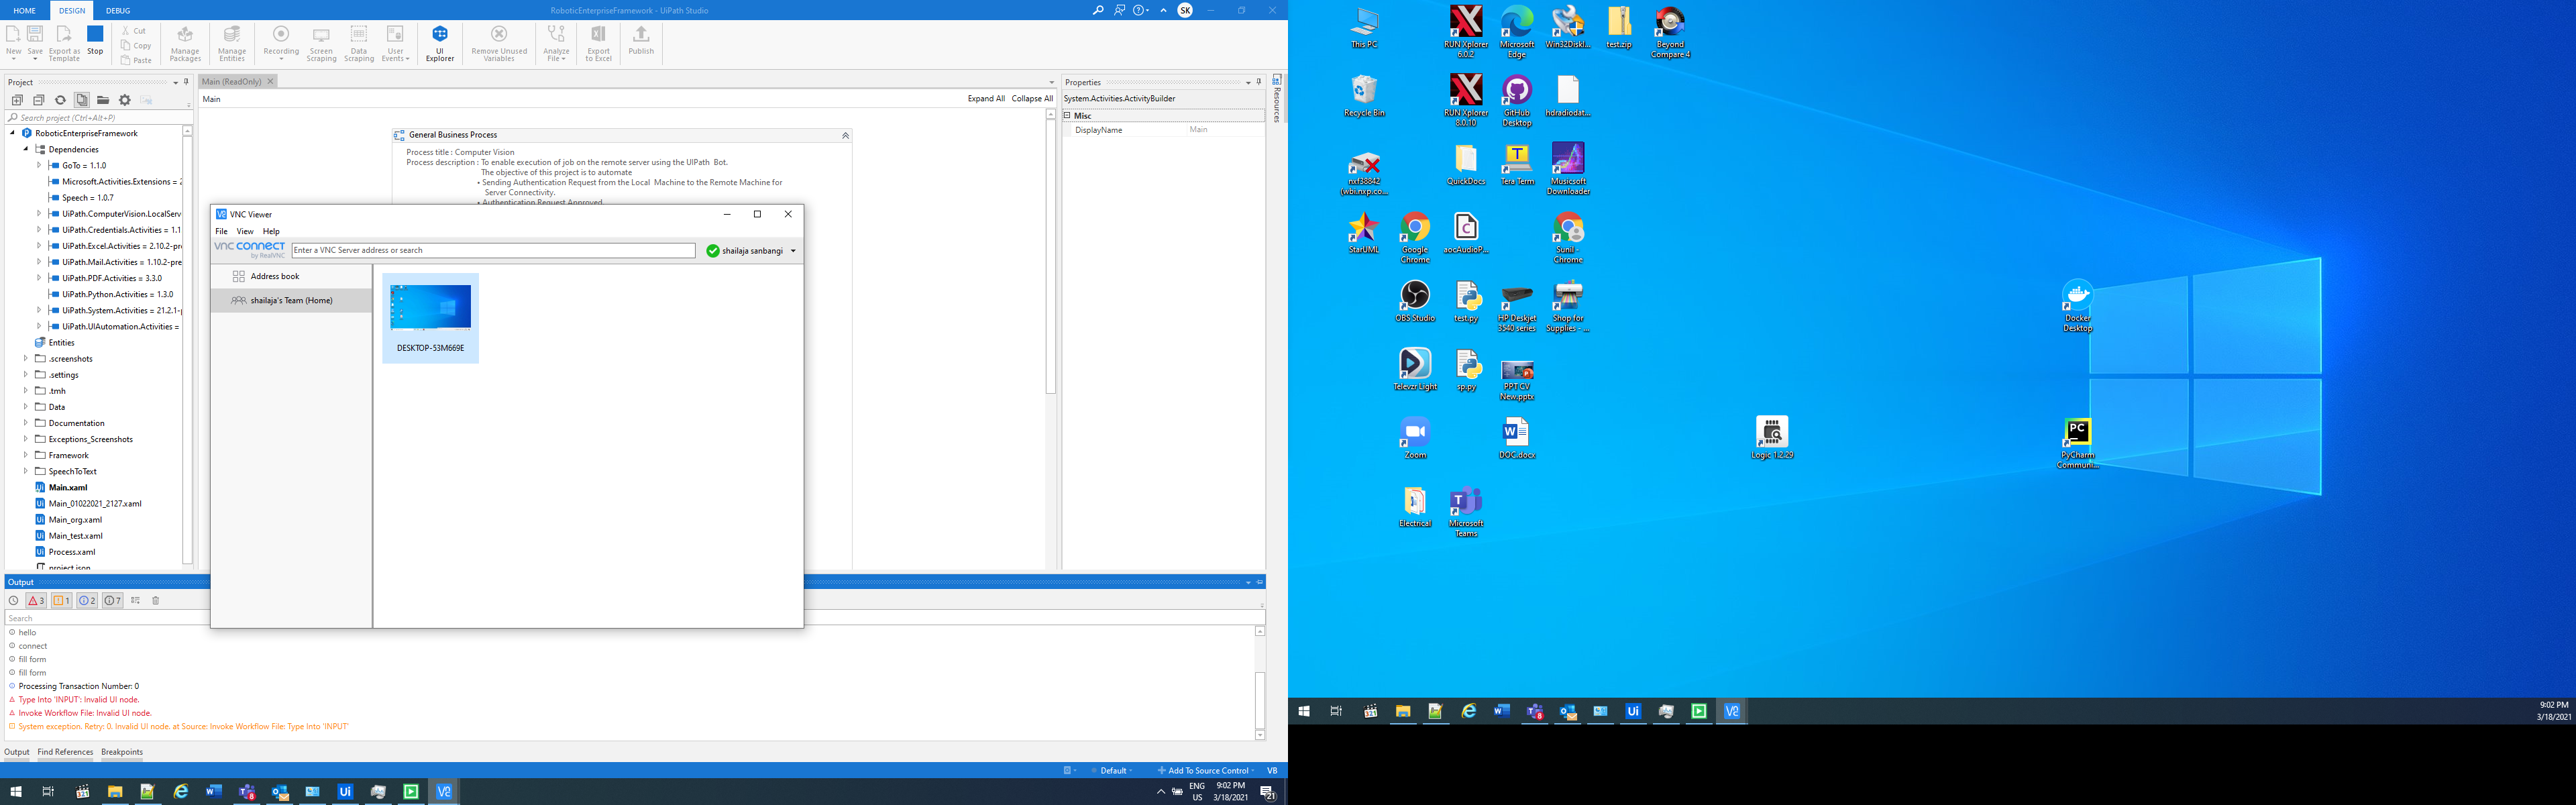 HOME DESIGN DEBUG
RoboticEnterpriseFramework - UiPath Studio
SK
New
Save
Export as Template
Stop
Cut
Copy
Paste
Manage Packages
Manage Entities
Recording
Screen Scraping
Data Scraping
User Events
UI Explorer
Remove Unused Variables
Analyze File
Export to Excel
Publish
Project
Search project (Ctrl+Alt+P)
RoboticEnterpriseFramework
Dependencies
GoTo = 1.1.0
Microsoft.Activities.Extensions = 2
Speech = 1.0.7
UiPath.ComputerVision.LocalServ
UiPath.Credentials.Activities = 1.1
UiPath.Excel.Activities = 2.10.2-pre
UiPath.Mail.Activities = 1.10.2-pre
UiPath.PDF.Activities = 3.3.0
UiPath.Python.Activities = 1.3.0
UiPath.System.Activities = 21.2.1-p
UiPath.UIAutomation.Activities =
Entities
.screenshots
.settings
.tmh
Data
Documentation
Exceptions_Screenshots
Framework
SpeechToText
Main.xaml
Main_01022021_2127.xaml
Main_org.xaml
Main_test.xaml
Process.xaml
project.json
Main (ReadOnly)
Main
Expand All Collapse All
General Business Process
Process title : Computer Vision
Process description : To enable execution of job on the remote server using the UIPath Bot.
The objective of this project is to automate
• Sending Authentication Request from the Local Machine to the Remote Machine for
Server Connectivity.
• Authentication Request Approved.
VNC Viewer
File View Help
VNC CONNECT
by RealVNC
Enter a VNC Server address or search
shailaja sanbangi
Address book
shailaja's Team (Home)
DESKTOP-53M669E
Properties
System.Activities.ActivityBuilder
Misc
DisplayName Main
Resources
Output
3 1 2 7
Search
hello
connect
fill form
fill form
Processing Transaction Number: 0
Type Into 'INPUT': Invalid UI node.
Invoke Workflow File: Invalid UI node.
System exception. Retry: 0. Invalid UI node. at Source: Invoke Workflow File: Type Into 'INPUT'
Output Find References Breakpoints
Default
Add To Source Control
VB
ENG
US
9:02 PM
3/18/2021
21
This PC
RUN Xplorer 6.0.2
Microsoft Edge
Win32Diskl...
test.zip
Beyond Compare 4
Recycle Bin
RUN Xplorer 8.0.10
GitHub Desktop
hdradiodat...
nxf38842 (wbi.nxp.co...
QuickDocs
Tera Term
Musicsoft Downloader
StarUML
Google Chrome
aocAudioP...
Sunil - Chrome
OBS Studio
test.py
HP Deskjet 3540 series
Shop for Supplies - ...
Docker Desktop
Televzr Light
sp.py
PPT CV New.pptx
Zoom
DOC.docx
Logic 1.2.29
PyCharm Communi...
Electrical
Microsoft Teams
9:02 PM
3/18/2021